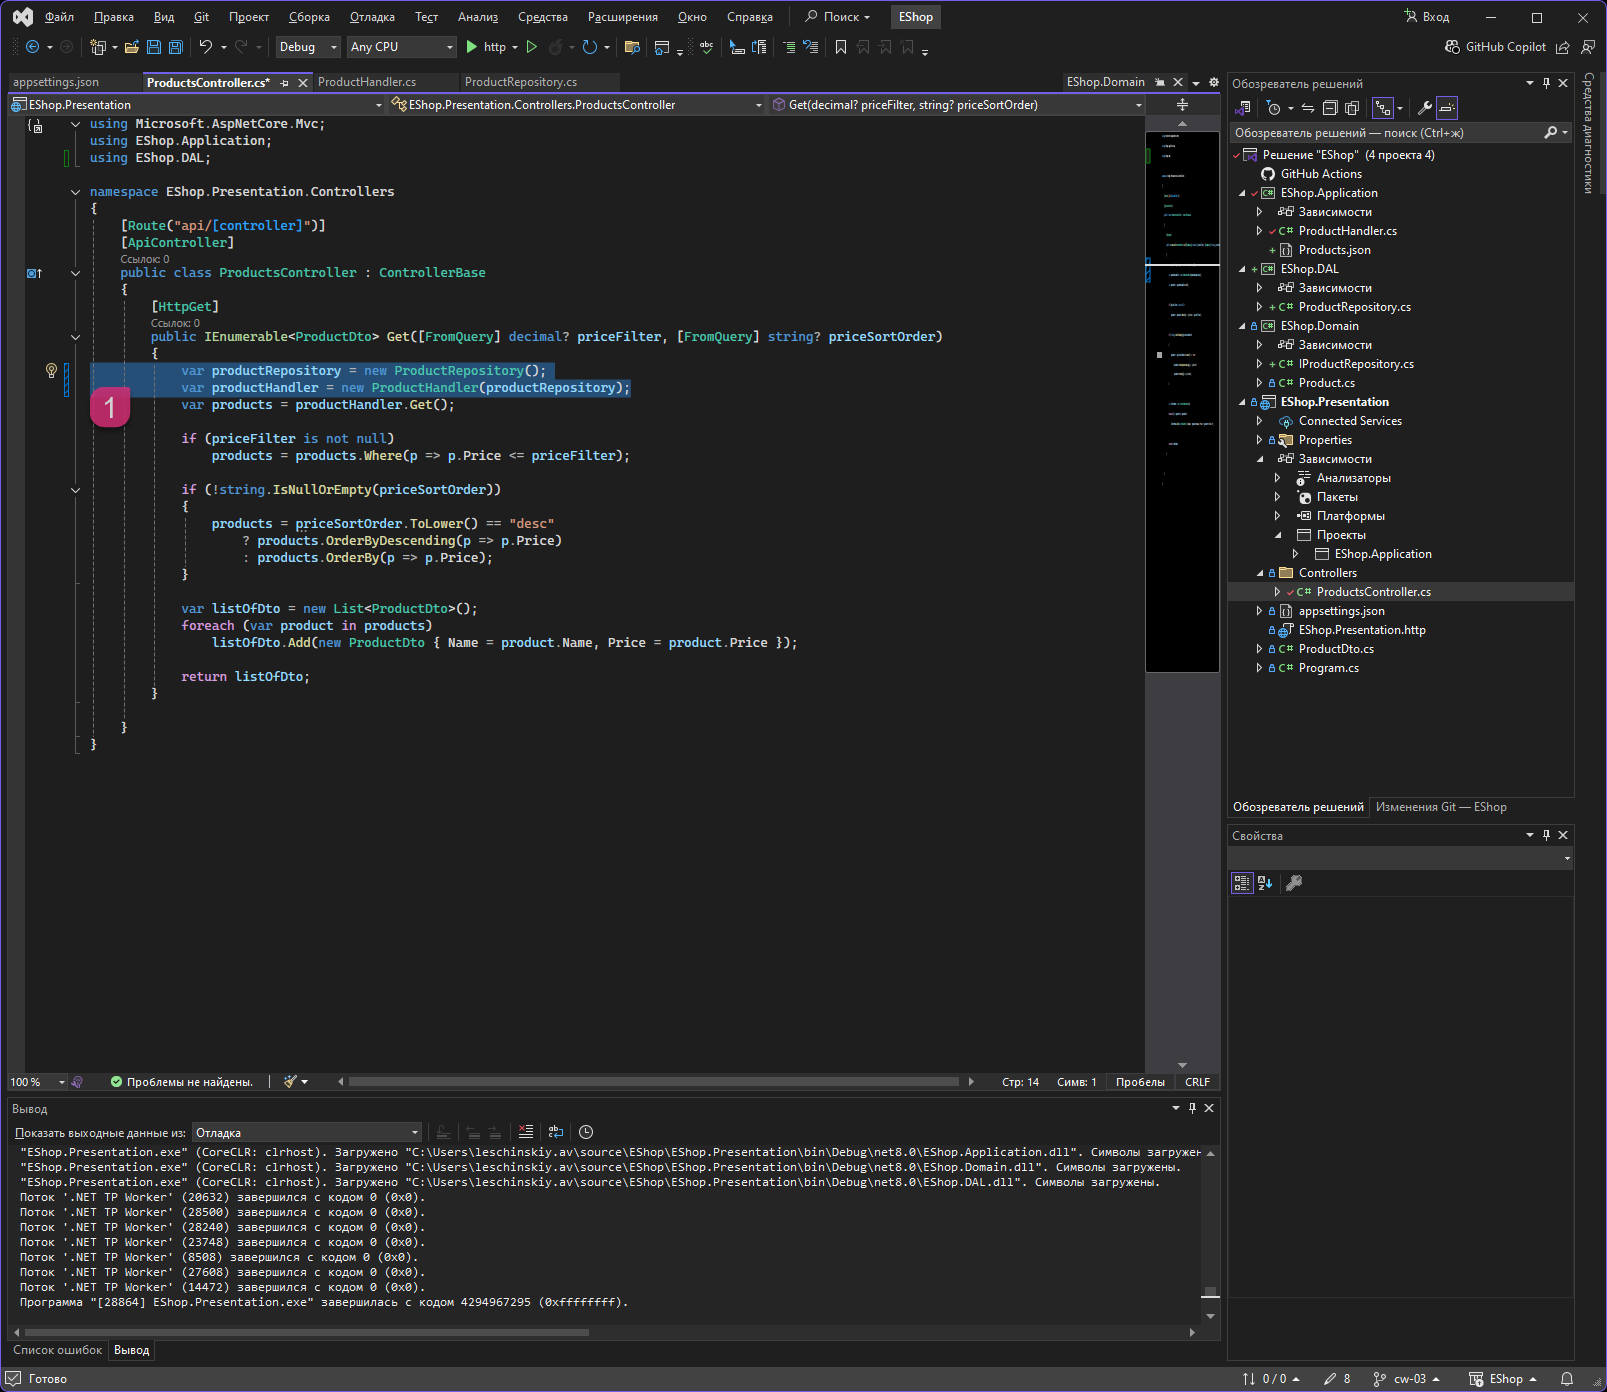 Файл Правка Вид Git Проект Сборка Отладка Тест Анализ Средства Расширения Окно Справка Поиск EShop Вход
Debug Any CPU http GitHub Copilot
appsettings.json ProductsController.cs* ProductHandler.cs ProductRepository.cs EShop.Domain
EShop.Presentation EShop.Presentation.Controllers.ProductsController Get(decimal? priceFilter, string? priceSortOrder)
using Microsoft.AspNetCore.Mvc;
using EShop.Application;
using EShop.DAL;
namespace EShop.Presentation.Controllers
{
[Route("api/[controller]")]
[ApiController]
Ссылок: 0
public class ProductsController : ControllerBase
{
[HttpGet]
Ссылок: 0
public IEnumerable<ProductDto> Get([FromQuery] decimal? priceFilter, [FromQuery] string? priceSortOrder)
{
var productRepository = new ProductRepository();
var productHandler = new ProductHandler(productRepository);
1
var products = productHandler.Get();
if (priceFilter is not null)
products = products.Where(p => p.Price <= priceFilter);
if (!string.IsNullOrEmpty(priceSortOrder))
{
products = priceSortOrder.ToLower() == "desc"
? products.OrderByDescending(p => p.Price)
: products.OrderBy(p => p.Price);
}
var listOfDto = new List<ProductDto>();
foreach (var product in products)
listOfDto.Add(new ProductDto { Name = product.Name, Price = product.Price });
return listOfDto;
}
}
}
100 % Проблемы не найдены. Стр: 14 Симв: 1 Пробелы CRLF
Вывод
Показать выходные данные из: Отладка
"EShop.Presentation.exe" (CoreCLR: clrhost). Загружено "C:\Users\leschinskiy.av\source\EShop\EShop.Presentation\bin\Debug\net8.0\EShop.Application.dll". Символы загружен
"EShop.Presentation.exe" (CoreCLR: clrhost). Загружено "C:\Users\leschinskiy.av\source\EShop\EShop.Presentation\bin\Debug\net8.0\EShop.Domain.dll". Символы загружены.
"EShop.Presentation.exe" (CoreCLR: clrhost). Загружено "C:\Users\leschinskiy.av\source\EShop\EShop.Presentation\bin\Debug\net8.0\EShop.DAL.dll". Символы загружены.
Поток '.NET TP Worker' (20632) завершился с кодом 0 (0x0).
Поток '.NET TP Worker' (28500) завершился с кодом 0 (0x0).
Поток '.NET TP Worker' (28240) завершился с кодом 0 (0x0).
Поток '.NET TP Worker' (23748) завершился с кодом 0 (0x0).
Поток '.NET TP Worker' (8508) завершился с кодом 0 (0x0).
Поток '.NET TP Worker' (27608) завершился с кодом 0 (0x0).
Поток '.NET TP Worker' (14472) завершился с кодом 0 (0x0).
Программа "[28864] EShop.Presentation.exe" завершилась с кодом 4294967295 (0xffffffff).
Список ошибок Вывод
Обозреватель решений
Обозреватель решений — поиск (Ctrl+ж)
Решение "EShop" (4 проекта 4)
GitHub Actions
EShop.Application
Зависимости
C# ProductHandler.cs
Products.json
EShop.DAL
Зависимости
C# ProductRepository.cs
EShop.Domain
Зависимости
C# IProductRepository.cs
C# Product.cs
EShop.Presentation
Connected Services
Properties
Зависимости
Анализаторы
Пакеты
Платформы
Проекты
EShop.Application
Controllers
C# ProductsController.cs
appsettings.json
EShop.Presentation.http
C# ProductDto.cs
C# Program.cs
Обозреватель решений Изменения Git — EShop
Свойства
Средства диагностики
Готово 0 / 0 8 cw-03 EShop